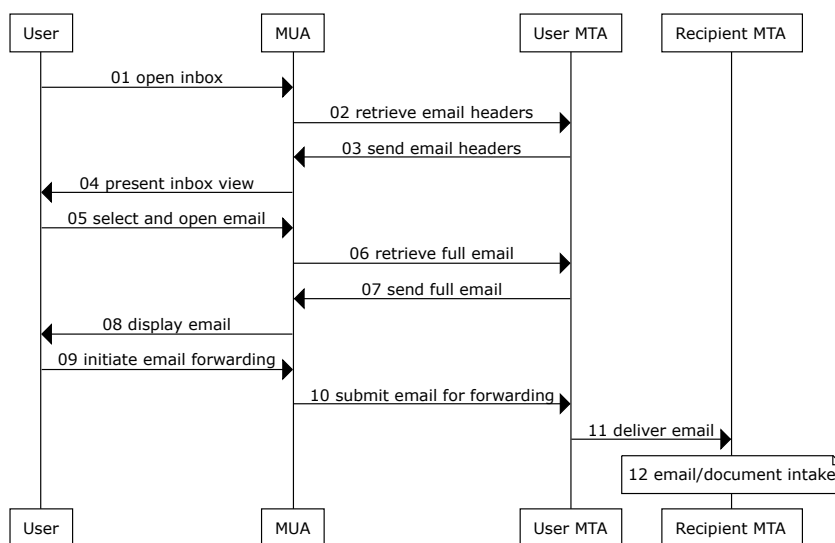 User MUA User MTA Recipient MTA
01 open inbox
02 retrieve email headers
03 send email headers
04 present inbox view
05 select and open email
06 retrieve full email
07 send full email
08 display email
09 initiate email forwarding
10 submit email for forwarding
11 deliver email
12 email/document intake
User MUA User MTA Recipient MTA